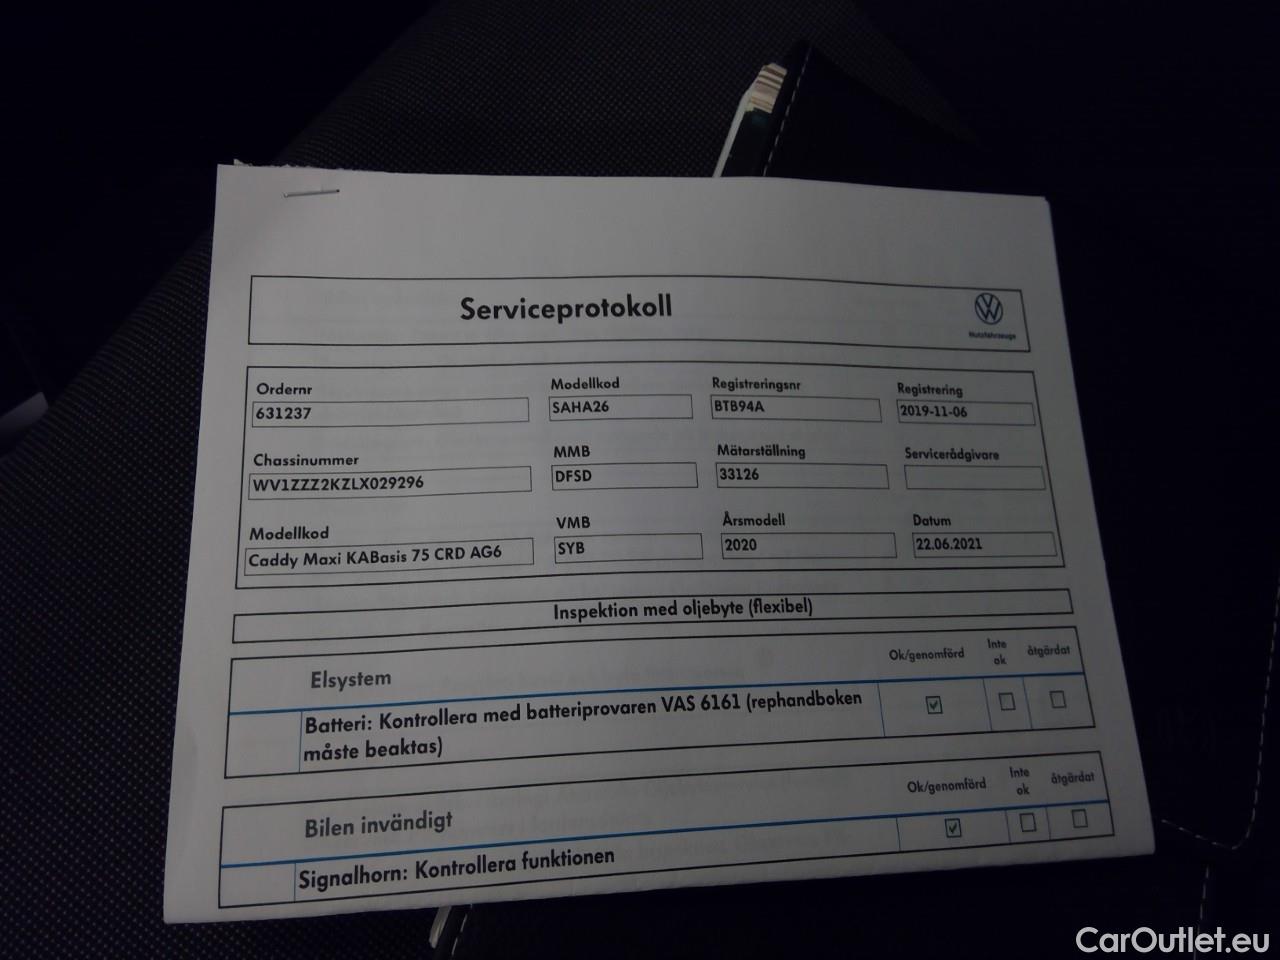 Serviceprotokoll
Nutzfahrzeuge
Ordernr
631237
Modellkod
SAHA26
Registreringsnr
BTB94A
Registrering
2019-11-06
Chassinummer
WV1ZZZ2KZLX029296
MMB
DFSD
Mätarställning
33126
Servicerådgivare
Modellkod
Caddy Maxi KABasis 75 CRD AG6
VMB
SYB
Årsmodell
2020
Datum
22.06.2021
Inspektion med oljebyte (flexibel)
Elsystem
Ok/genomförd
Inte
ok
åtgärdat
Batteri: Kontrollera med batteriprovaren VAS 6161 (rephandboken
måste beaktas)
Bilen invändigt
Ok/genomförd
Inte
ok
åtgärdat
Signalhorn: Kontrollera funktionen
CarOutlet.eu